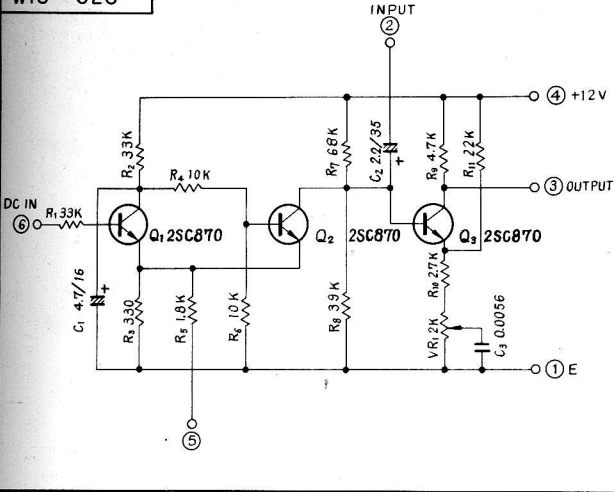 INPUT
②
④ +12V
R2 33K
R7 68K
C2 2.2/35
+
R9 4.7K
R11 22K
R4 10K
③ OUTPUT
DC IN
⑥
R1 33K
Q1 2SC870
Q2 2SC870
Q3 2SC870
C1 4.7/16
+
R3 330
R5 1.8K
R6 10K
R8 39K
R10 2.7K
VR1 2K
C3 0.0056
① E
⑤